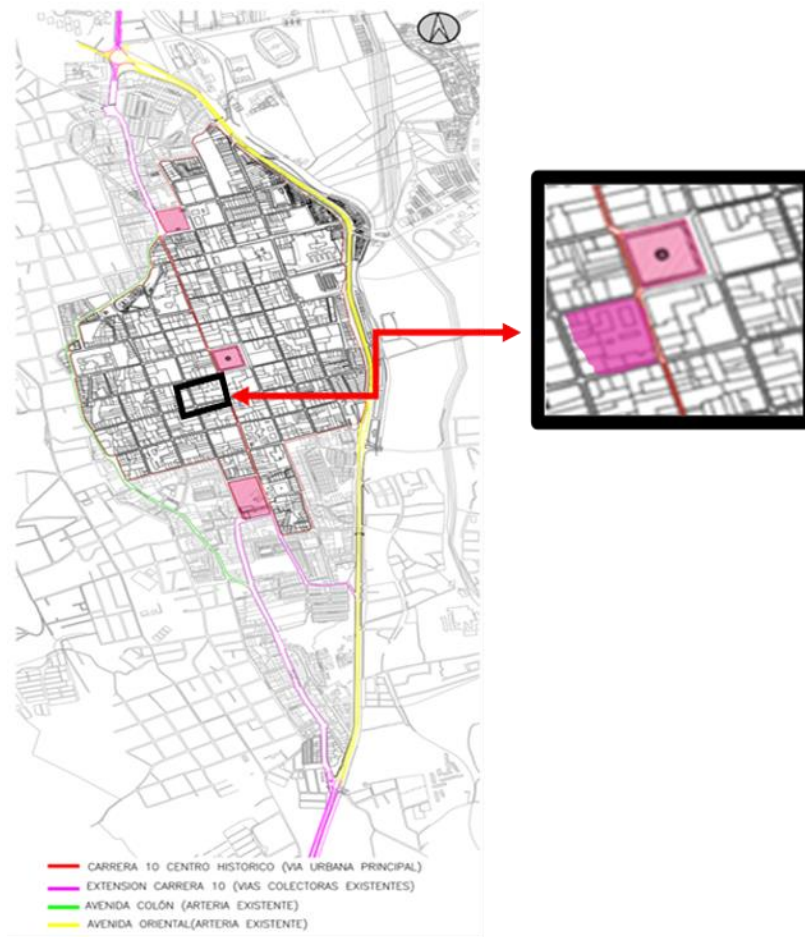 CARRERA 10 CENTRO HISTORICO (VIA URBANA PRINCIPAL)
EXTENSION CARRERA 10 (VIAS COLECTORAS EXISTENTES)
AVENIDA COLÓN (ARTERIA EXISTENTE)
AVENIDA ORIENTAL(ARTERIA EXISTENTE)